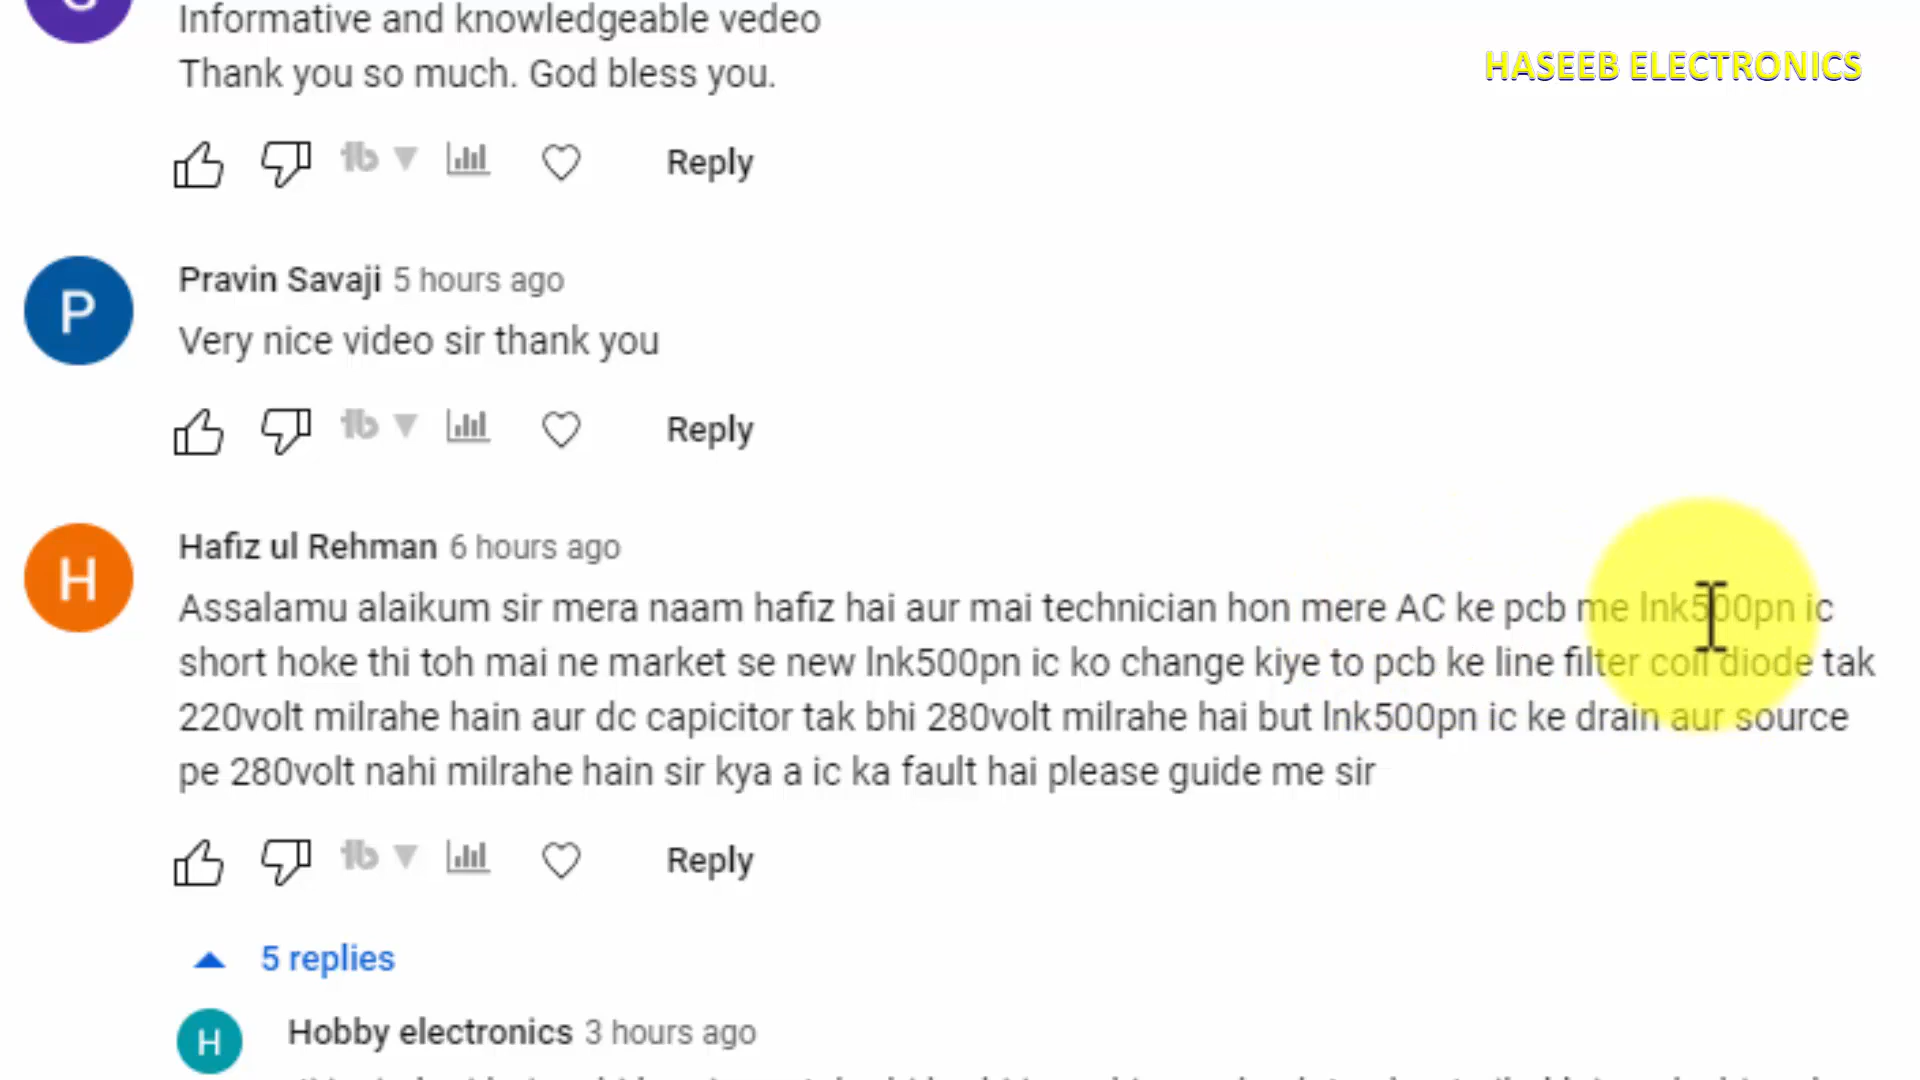 Informative and knowledgeable vedeo
HASEEB ELECTRONICS
Thank you so much. God bless you.
Reply
P
Pravin Savaji 5 hours ago
Very nice video sir thank you
Reply
H
Hafiz ul Rehman 6 hours ago
Assalamu alaikum sir mera naam hafiz hai aur mai technician hon mere AC ke pcb me lnk500pn ic
short hoke thi toh mai ne market se new lnk500pn ic ko change kiye to pcb ke line filter coil diode tak
220volt milrahe hain aur dc capicitor tak bhi 280volt milrahe hai but lnk500pn ic ke drain aur source
pe 280volt nahi milrahe hain sir kya a ic ka fault hai please guide me sir
Reply
5 replies
H
Hobby electronics 3 hours ago